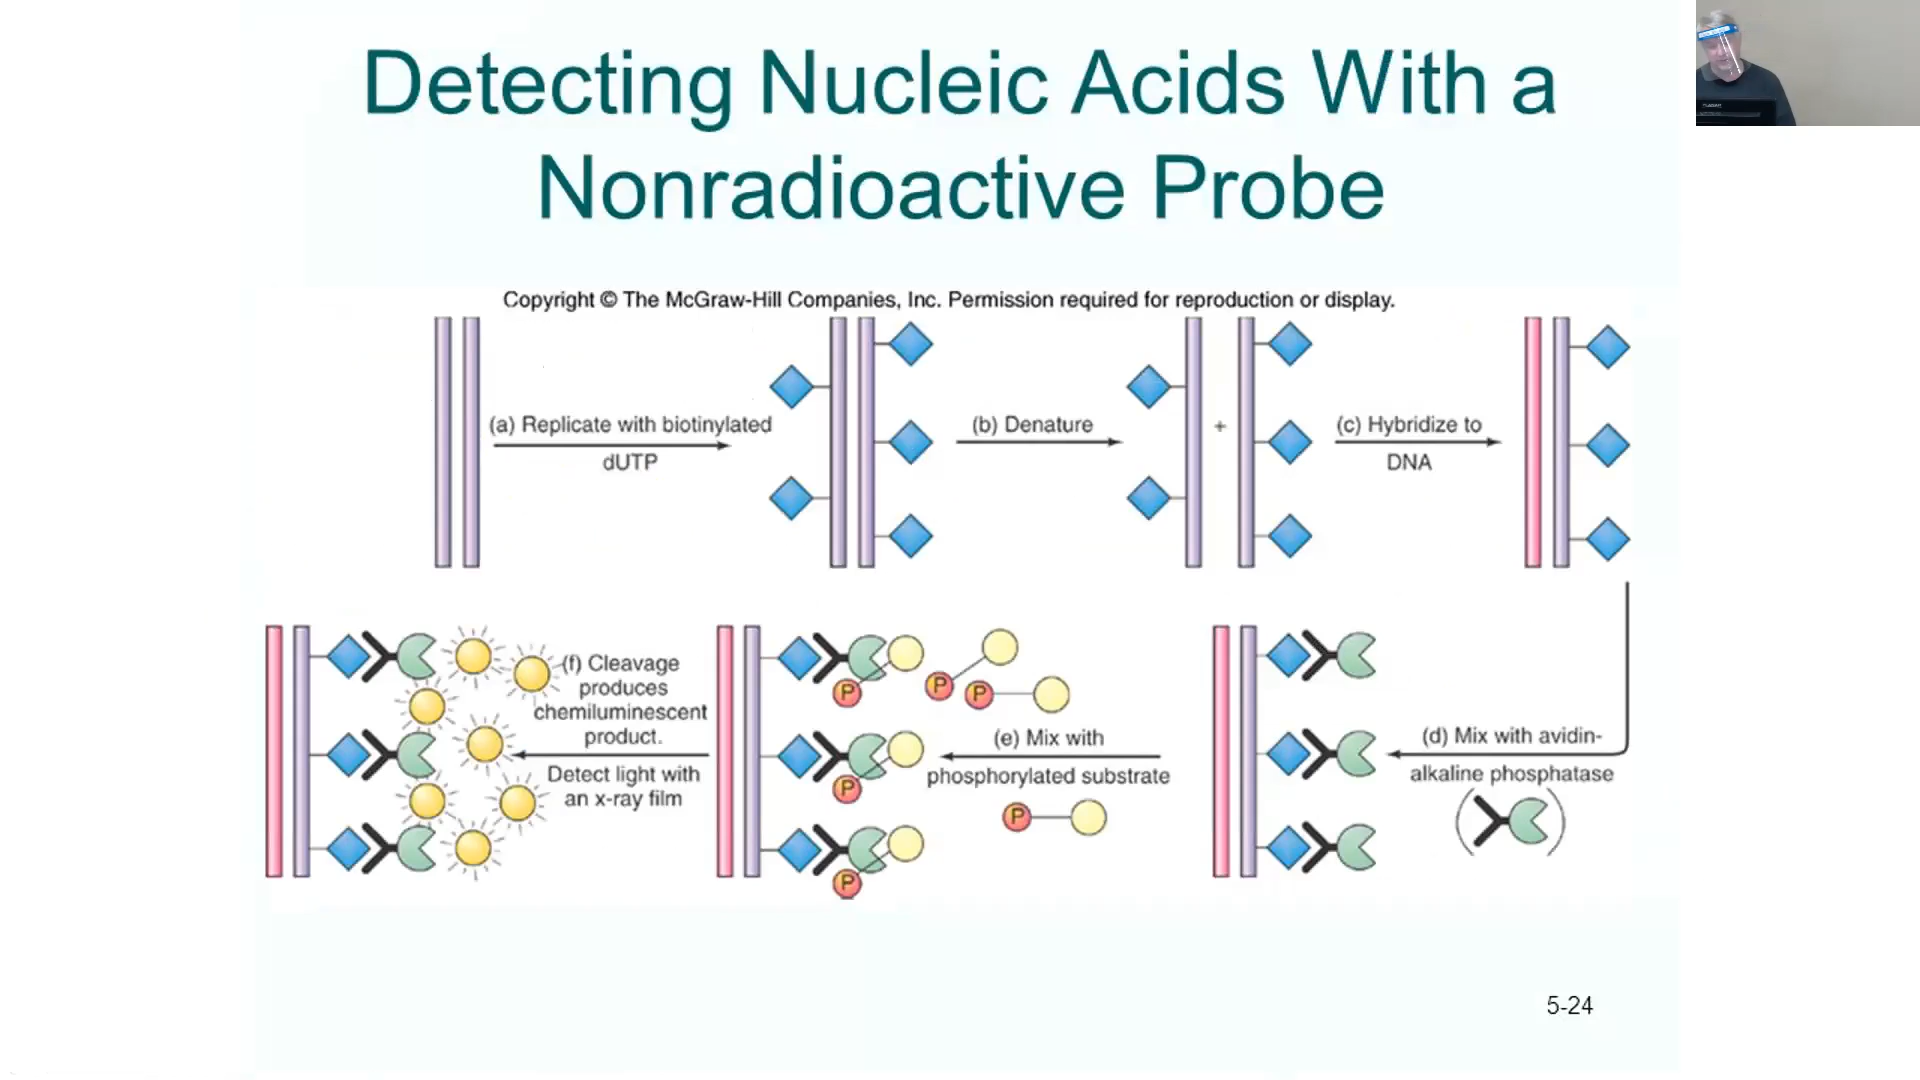 Detecting Nucleic Acids With a
Nonradioactive Probe
Copyright © The McGraw-Hill Companies, Inc. Permission required for reproduction or display.
(a) Replicate with biotinylated
dUTP
(b) Denature
+
(c) Hybridize to
DNA
(d) Mix with avidin-
alkaline phosphatase
(e) Mix with
phosphorylated substrate
P
P
P
P
P
P
(f) Cleavage
produces
chemiluminescent
product.
Detect light with
an x-ray film
5-24